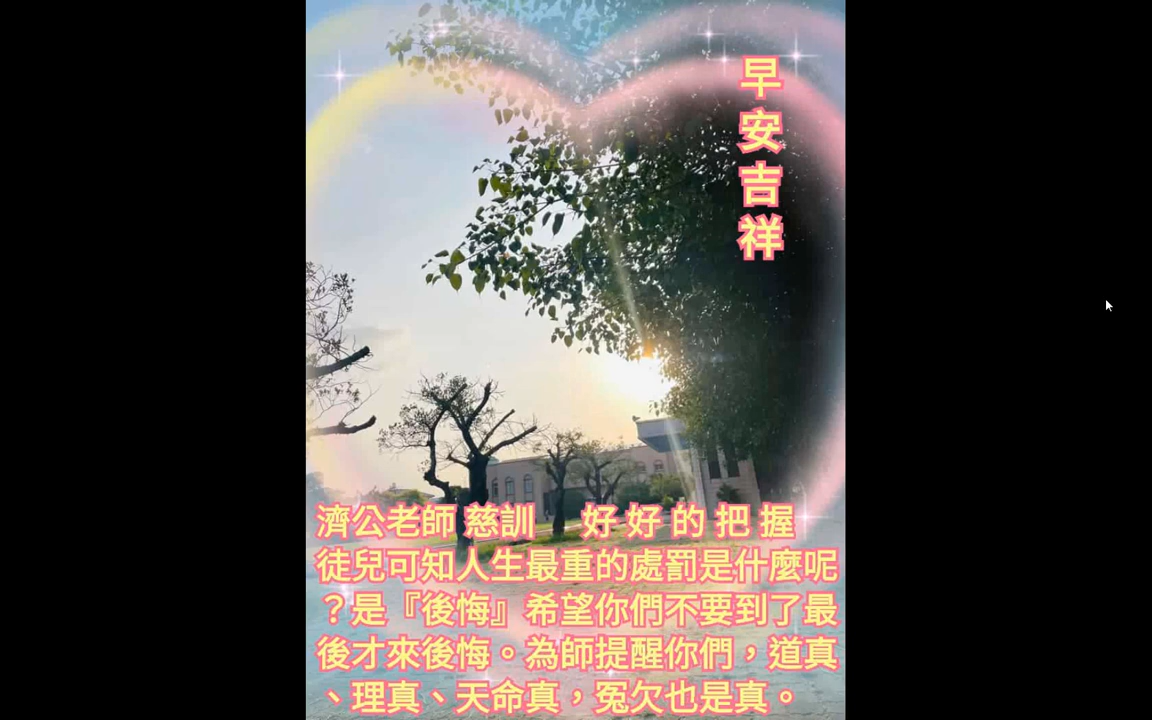 早安吉祥
濟公老師 慈訓 好 好 的 把 握
徒兒可知人生最重的處罰是什麼呢
？是『後悔』希望你們不要到了最
後才來後悔。為師提醒你們，道真
、理真、天命真，冤欠也是真。